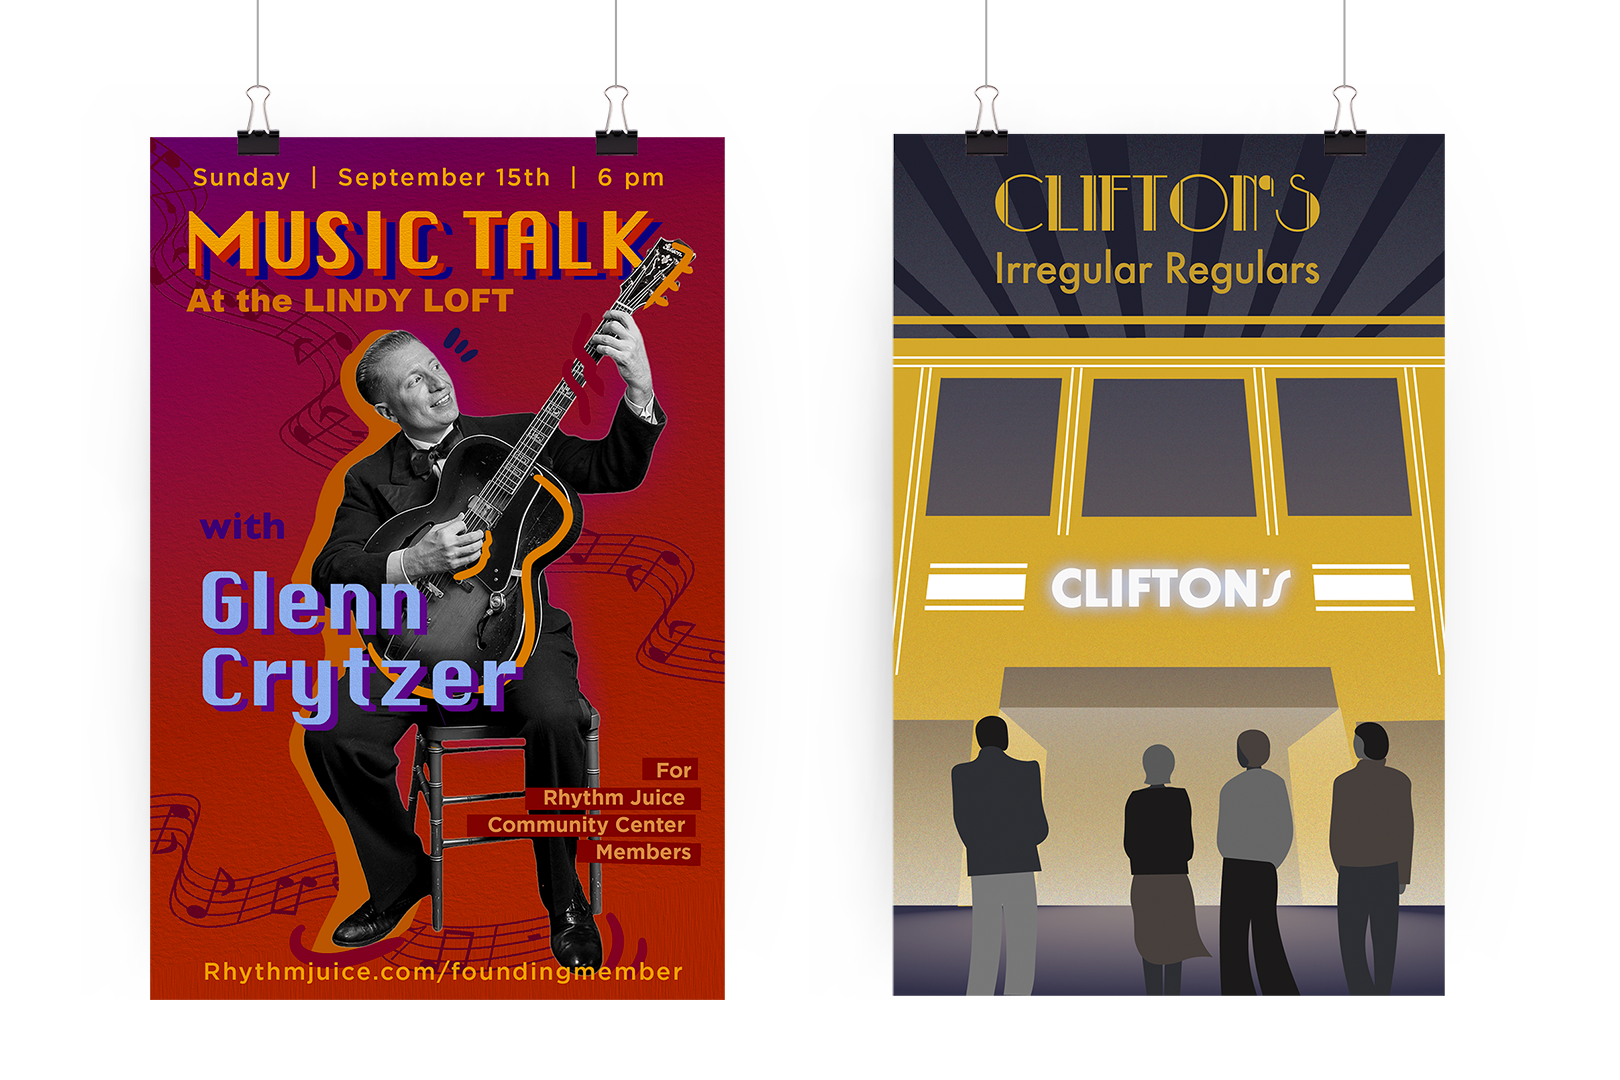 Sunday | September 15th | 6 pm
MUSIC TALK
At the LINDY LOFT
with
Glenn
Crytzer
For
Rhythm Juice
Community Center
Members
Rhythmjuice.com/foundingmember
CLIFTON'S
Irregular Regulars
CLIFTON'S